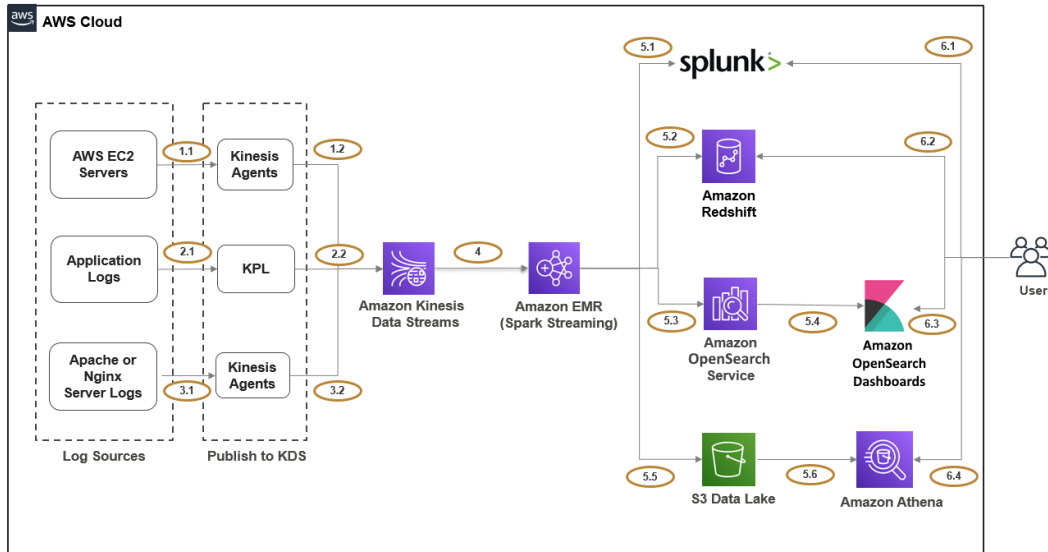 aws
AWS Cloud
5.1
6.1
splunk>
AWS EC2
Servers
1.1
Kinesis
Agents
1.2
5.2
6.2
Amazon
Redshift
Application
Logs
2.1
KPL
2.2
4
Amazon Kinesis
Data Streams
Amazon EMR
(Spark Streaming)
User
5.3
5.4
6.3
Amazon
OpenSearch
Service
Amazon
OpenSearch
Dashboards
Apache or
Nginx
Server Logs
3.1
Kinesis
Agents
3.2
Log Sources
Publish to KDS
5.5
5.6
6.4
S3 Data Lake
Amazon Athena